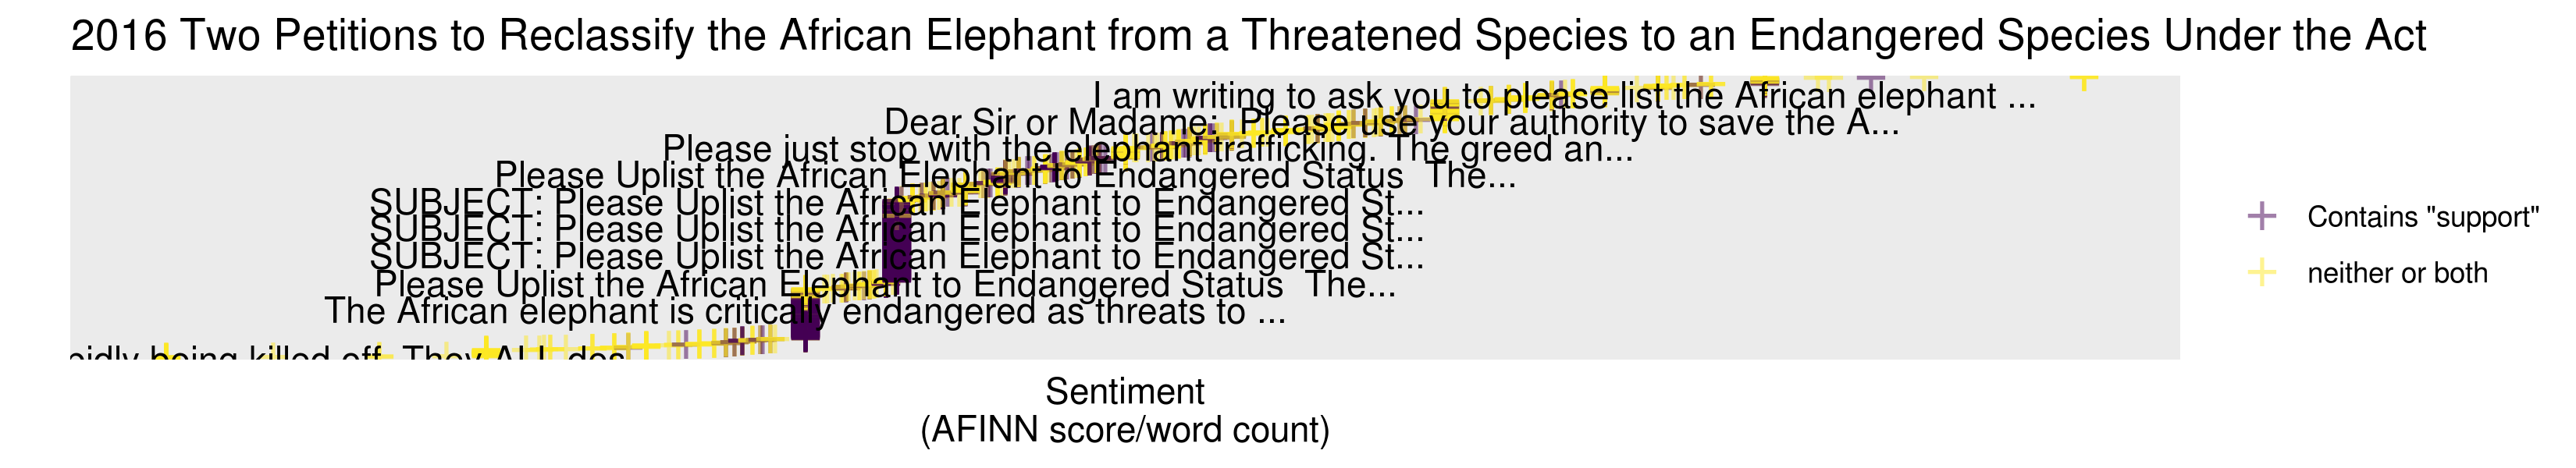 2016 Two Petitions to Reclassify the African Elephant from a Threatened Species to an Endangered Species Under the Act
I am writing to ask you to please list the African elephant ...
Dear Sir or Madame:  Please use your authority to save the A...
Please just stop with the elephant trafficking. The greed an...
Please Uplist the African Elephant to Endangered Status  The...
SUBJECT: Please Uplist the African Elephant to Endangered St...
SUBJECT: Please Uplist the African Elephant to Endangered St...
SUBJECT: Please Uplist the African Elephant to Endangered St...
Please Uplist the African Elephant to Endangered Status  The...
The African elephant is critically endangered as threats to ...
being killed off. They ALL des
Contains "support"
neither or both
Sentiment
(AFINN score/word count)